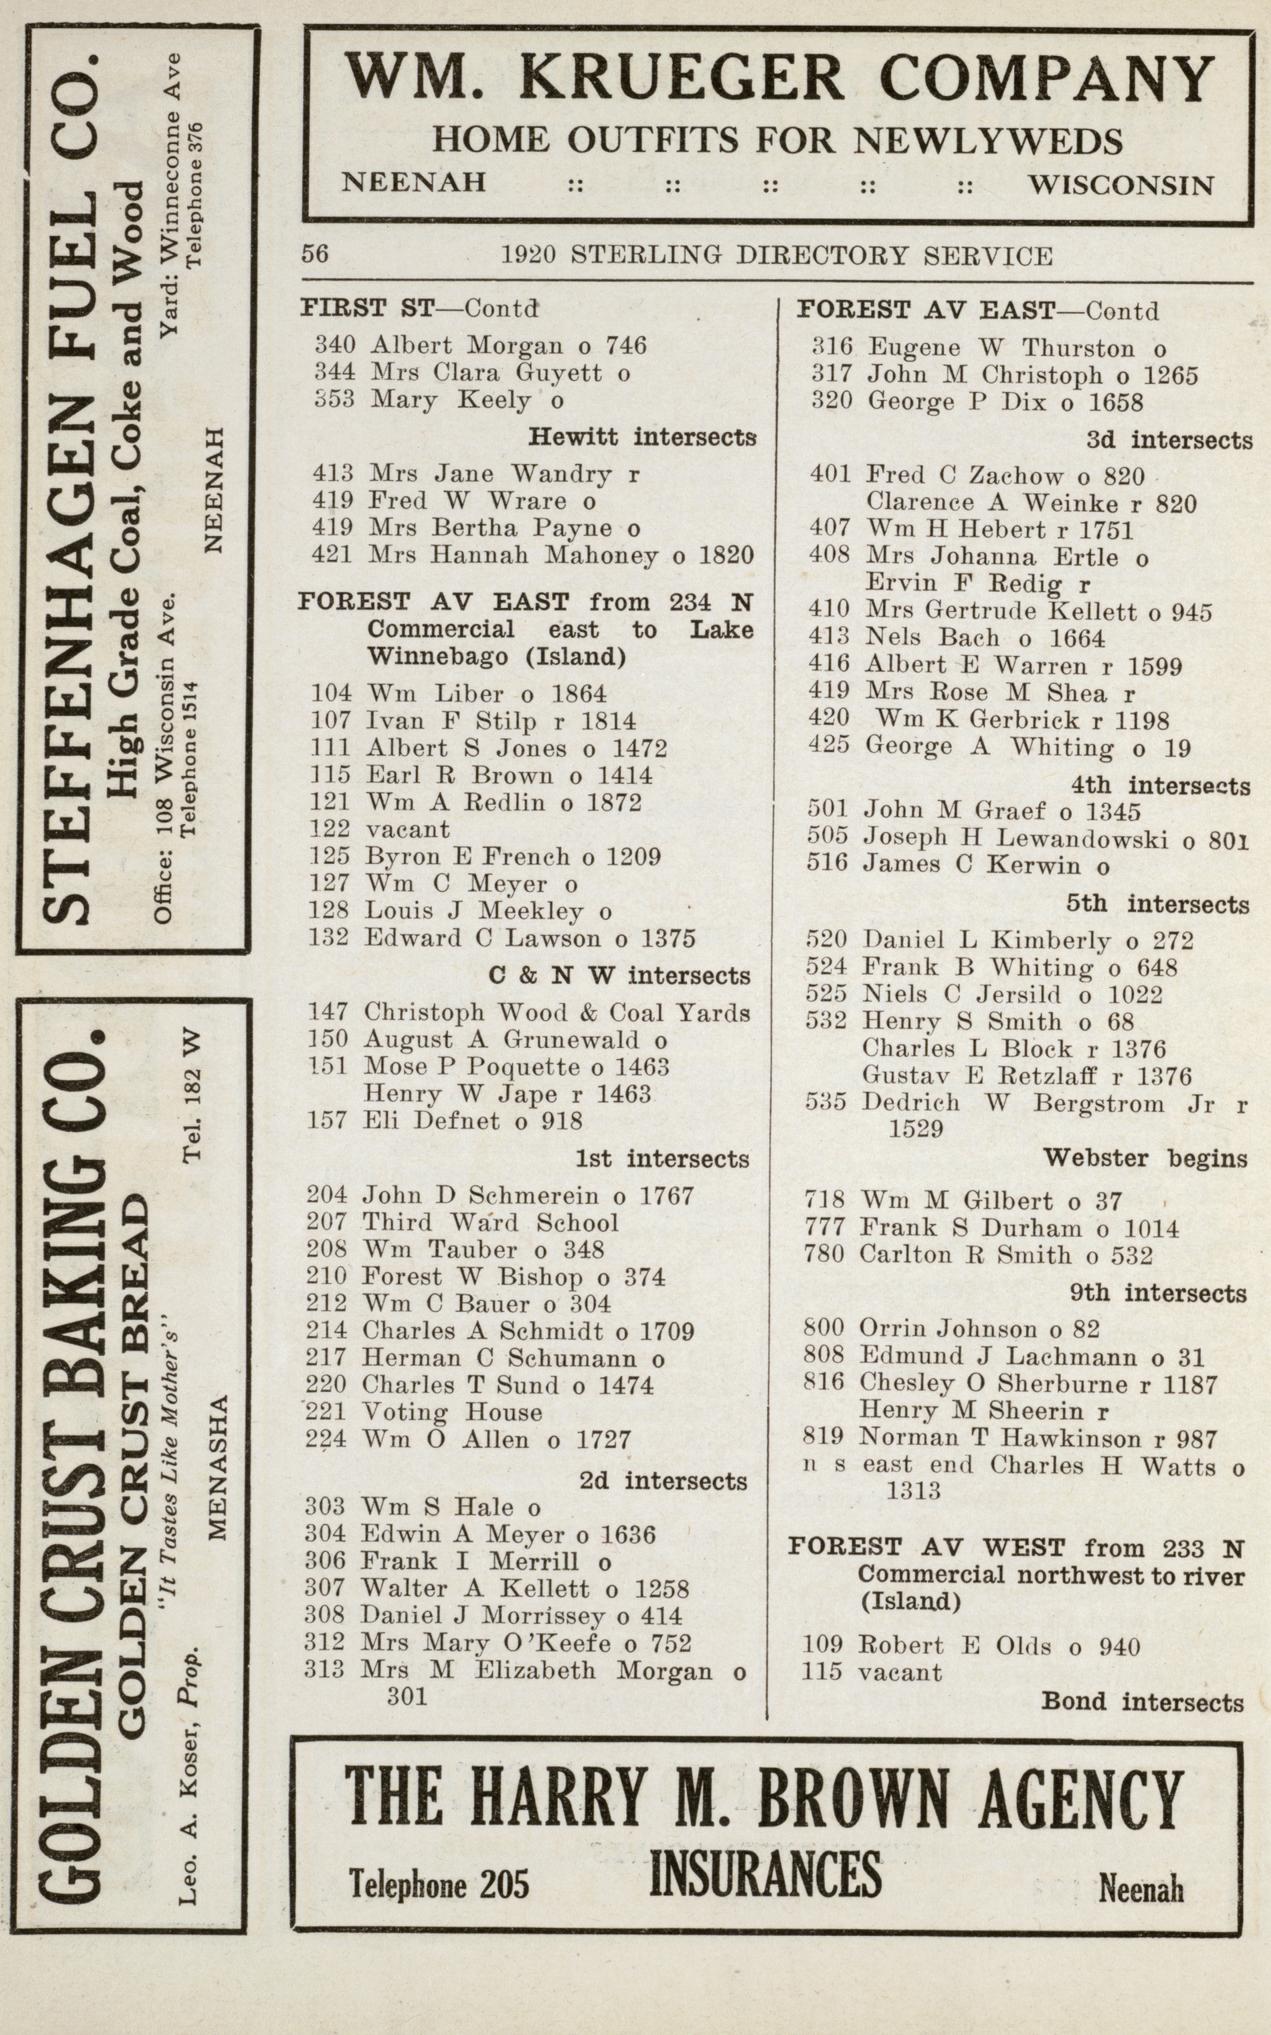 WM. KRUEGER COMPANY
HOME OUTFITS FOR NEWLYWEDS
NEENAH :: :: :: :: :: WISCONSIN
STEFFENHAGEN FUEL CO.
High Grade Coal, Coke and Wood
Office: 108 Wisconsin Ave. Yard: Winneconne Ave
Telephone 1514 Telephone 376
NEENAH
GOLDEN CRUST BAKING CO.
GOLDEN CRUST BREAD
"It Tastes Like Mother's"
Leo. A. Koser, Prop. Tel. 182 W
MENASHA
56 1920 STERLING DIRECTORY SERVICE
FIRST ST—Contd
340 Albert Morgan o 746
344 Mrs Clara Guyett o
353 Mary Keely o
Hewitt intersects
413 Mrs Jane Wandry r
419 Fred W Wrare o
419 Mrs Bertha Payne o
421 Mrs Hannah Mahoney o 1820
FOREST AV EAST from 234 N
Commercial east to Lake
Winnebago (Island)
104 Wm Liber o 1864
107 Ivan F Stilp r 1814
111 Albert S Jones o 1472
115 Earl R Brown o 1414
121 Wm A Redlin o 1872
122 vacant
125 Byron E French o 1209
127 Wm C Meyer o
128 Louis J Meekley o
132 Edward C Lawson o 1375
C & N W intersects
147 Christoph Wood & Coal Yards
150 August A Grunewald o
151 Mose P Poquette o 1463
Henry W Jape r 1463
157 Eli Defnet o 918
1st intersects
204 John D Schmerein o 1767
207 Third Ward School
208 Wm Tauber o 348
210 Forest W Bishop o 374
212 Wm C Bauer o 304
214 Charles A Schmidt o 1709
217 Herman C Schumann o
220 Charles T Sund o 1474
221 Voting House
224 Wm O Allen o 1727
2d intersects
303 Wm S Hale o
304 Edwin A Meyer o 1636
306 Frank I Merrill o
307 Walter A Kellett o 1258
308 Daniel J Morrissey o 414
312 Mrs Mary O'Keefe o 752
313 Mrs M Elizabeth Morgan o
301
FOREST AV EAST—Contd
316 Eugene W Thurston o
317 John M Christoph o 1265
320 George P Dix o 1658
3d intersects
401 Fred C Zachow o 820
Clarence A Weinke r 820
407 Wm H Hebert r 1751
408 Mrs Johanna Ertle o
Ervin F Redig r
410 Mrs Gertrude Kellett o 945
413 Nels Bach o 1664
416 Albert E Warren r 1599
419 Mrs Rose M Shea r
420 Wm K Gerbrick r 1198
425 George A Whiting o 19
4th intersects
501 John M Graef o 1345
505 Joseph H Lewandowski o 801
516 James C Kerwin o
5th intersects
520 Daniel L Kimberly o 272
524 Frank B Whiting o 648
525 Niels C Jersild o 1022
532 Henry S Smith o 68
Charles L Block r 1376
Gustav E Retzlaff r 1376
535 Dedrich W Bergstrom Jr r
1529
Webster begins
718 Wm M Gilbert o 37
777 Frank S Durham o 1014
780 Carlton R Smith o 532
9th intersects
800 Orrin Johnson o 82
808 Edmund J Lachmann o 31
816 Chesley O Sherburne r 1187
Henry M Sheerin r
819 Norman T Hawkinson r 987
n s east end Charles H Watts o
1313
FOREST AV WEST from 233 N
Commercial northwest to river
(Island)
109 Robert E Olds o 940
115 vacant
Bond intersects
THE HARRY M. BROWN AGENCY
Telephone 205 INSURANCES Neenah